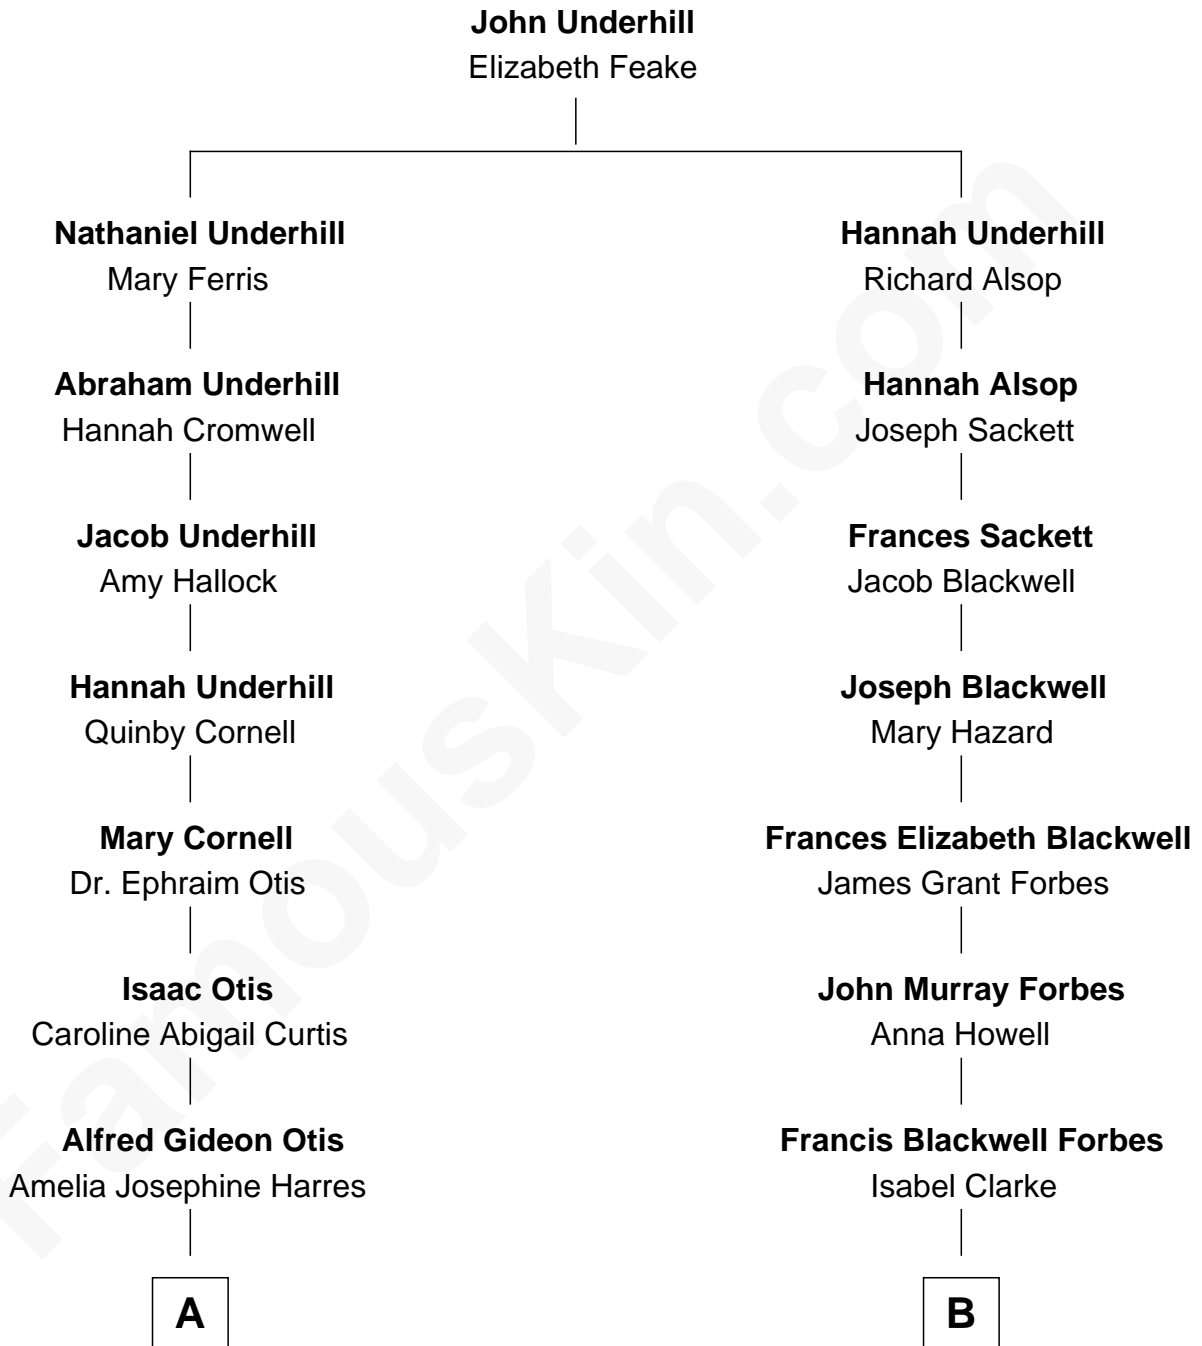 John Underhill
Elizabeth Feake
Nathaniel Underhill
Mary Ferris
Hannah Underhill
Richard Alsop
Abraham Underhill
Hannah Cromwell
Hannah Alsop
Joseph Sackett
Jacob Underhill
Amy Hallock
Frances Sackett
Jacob Blackwell
Hannah Underhill
Quinby Cornell
Joseph Blackwell
Mary Hazard
Mary Cornell
Dr. Ephraim Otis
Frances Elizabeth Blackwell
James Grant Forbes
Isaac Otis
Caroline Abigail Curtis
John Murray Forbes
Anna Howell
Alfred Gideon Otis
Amelia Josephine Harres
Francis Blackwell Forbes
Isabel Clarke
A
B
FamousKin.com